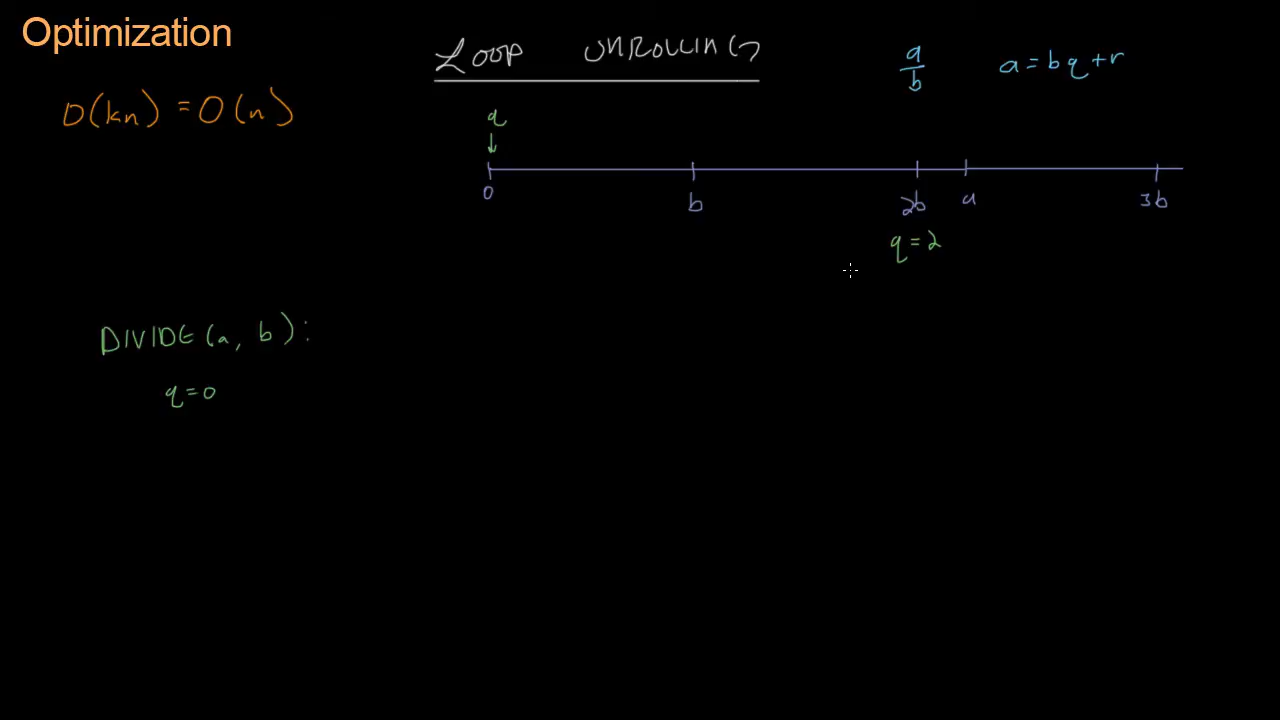 Optimization
LOOP UNROLLING
a/b
a = bq + r
O(kn) = O(n)
q
↓
0 b 2b a 3b
q = 2
DIVIDE(a, b):
q = 0